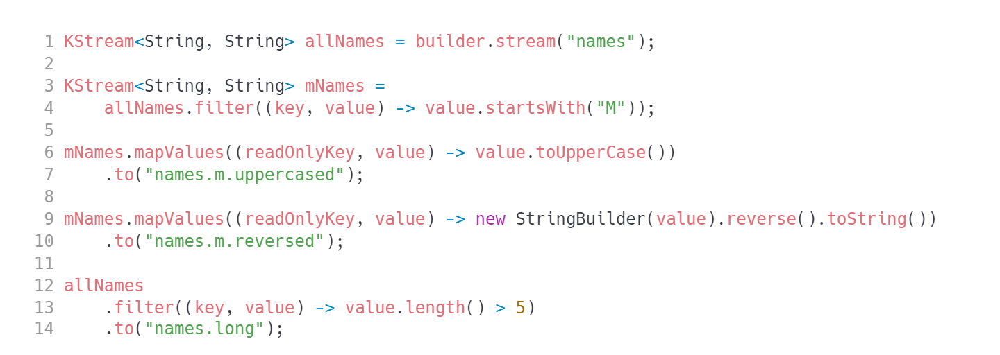 1 KStream<String, String> allNames = builder.stream("names");
2
3 KStream<String, String> mNames =
4     allNames.filter((key, value) -> value.startsWith("M"));
5
6 mNames.mapValues((readOnlyKey, value) -> value.toUpperCase())
7     .to("names.m.uppercased");
8
9 mNames.mapValues((readOnlyKey, value) -> new StringBuilder(value).reverse().toString())
10     .to("names.m.reversed");
11
12 allNames
13     .filter((key, value) -> value.length() > 5)
14     .to("names.long");